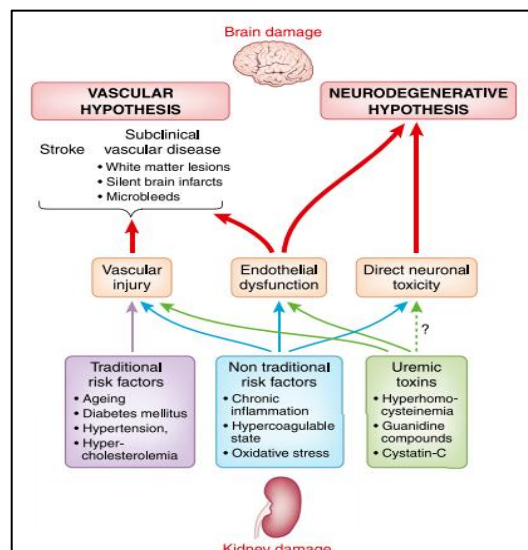 Brain damage
VASCULAR
HYPOTHESIS
NEURODEGENERATIVE
HYPOTHESIS
Stroke
Subclinical
vascular disease
• White matter lesions
• Silent brain infarcts
• Microbleeds
Vascular
injury
Endothelial
dysfunction
Direct neuronal
toxicity
?
Traditional
risk factors
• Ageing
• Diabetes mellitus
• Hypertension,
• Hyper-
cholesterolemia
Non traditional
risk factors
• Chronic
inflammation
• Hypercoagulable
state
• Oxidative stress
Uremic
toxins
• Hyperhomo-
cysteinemia
• Guanidine
compounds
• Cystatin-C
Kidney damage